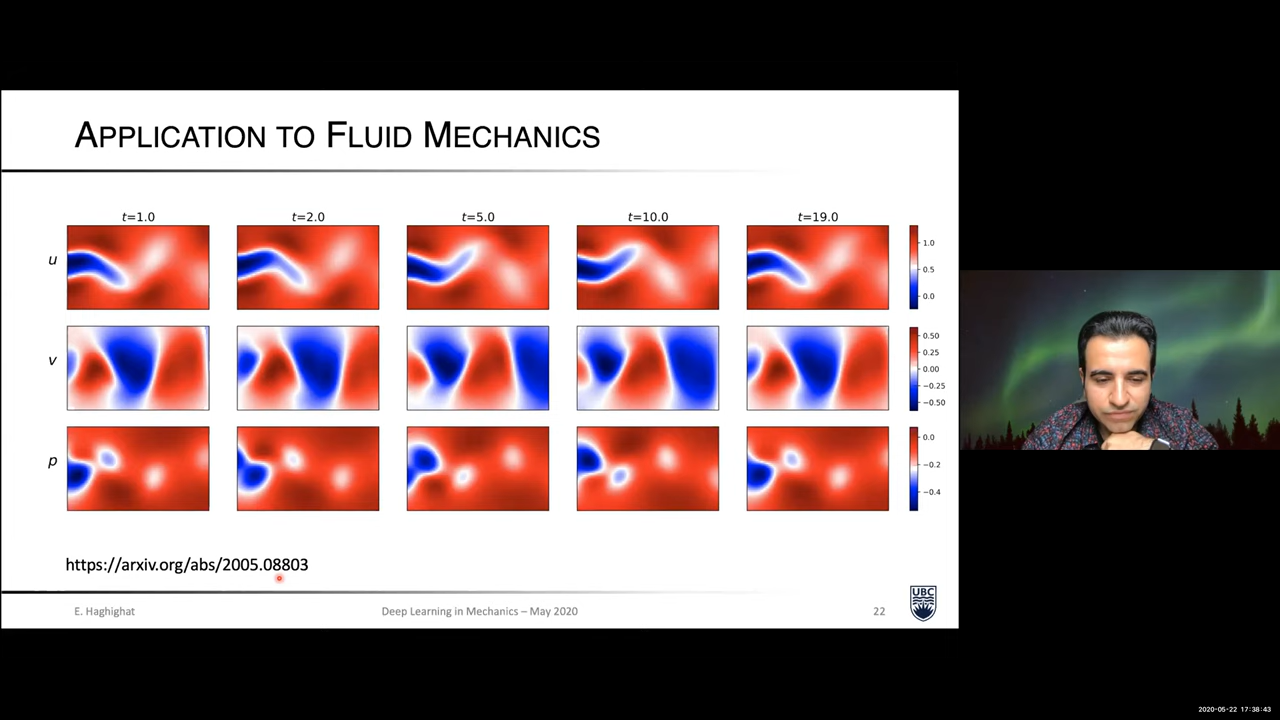 APPLICATION TO FLUID MECHANICS
t=1.0 t=2.0 t=5.0 t=10.0 t=19.0
u
1.0
0.5
0.0
v
0.50
0.25
0.00
−0.25
−0.50
p
0.0
−0.2
−0.4
https://arxiv.org/abs/2005.08803
E. Haghighat Deep Learning in Mechanics – May 2020 22
UBC
2020-05-22 17:38:43